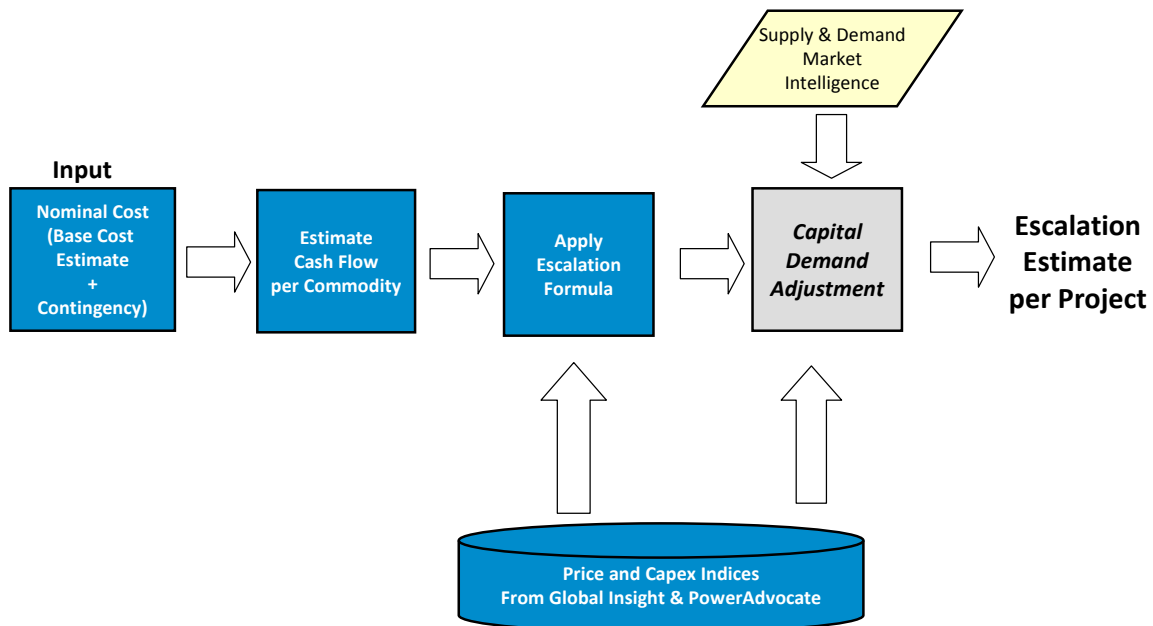 Supply & Demand
Market
Intelligence
Input
Nominal Cost
(Base Cost
Estimate
+
Contingency)
Estimate
Cash Flow
per Commodity
Apply
Escalation
Formula
Capital
Demand
Adjustment
Escalation
Estimate
per Project
Price and Capex Indices
From Global Insight & PowerAdvocate